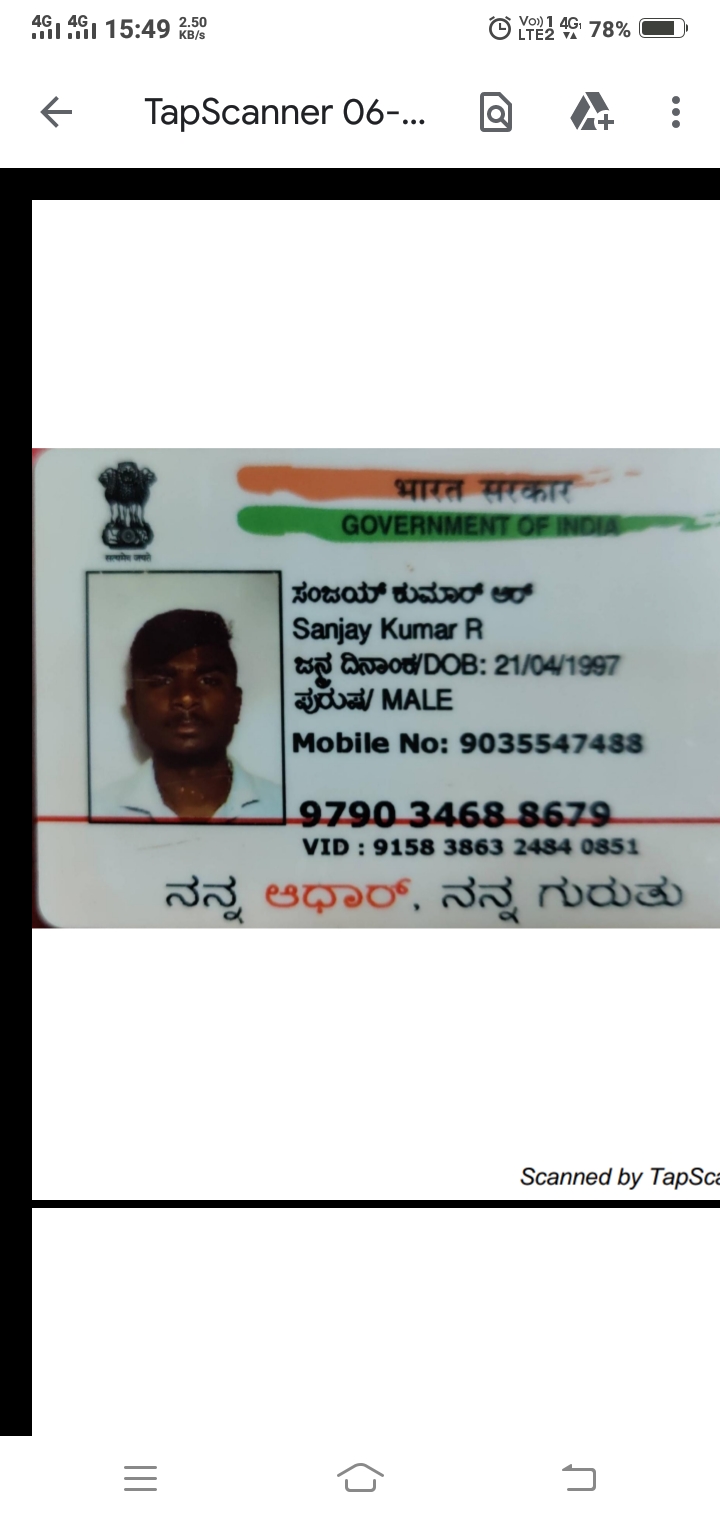 4G 4G 15:49 2.50 KB/s Vo)) 1 LTE2 4G 78%
TapScanner 06-...
भारत सरकार
GOVERNMENT OF INDIA
सत्यमेव जयते
ಸಂಜಯ್ ಕುಮಾರ್ ಆರ್
Sanjay Kumar R
ಜನ್ಮ ದಿನಾಂಕ/DOB: 21/04/1997
ಪುರುಷ/ MALE
Mobile No: 9035547488
9790 3468 8679
VID : 9158 3863 2484 0851
ನನ್ನ ಆಧಾರ್, ನನ್ನ ಗುರುತು
Scanned by TapSca